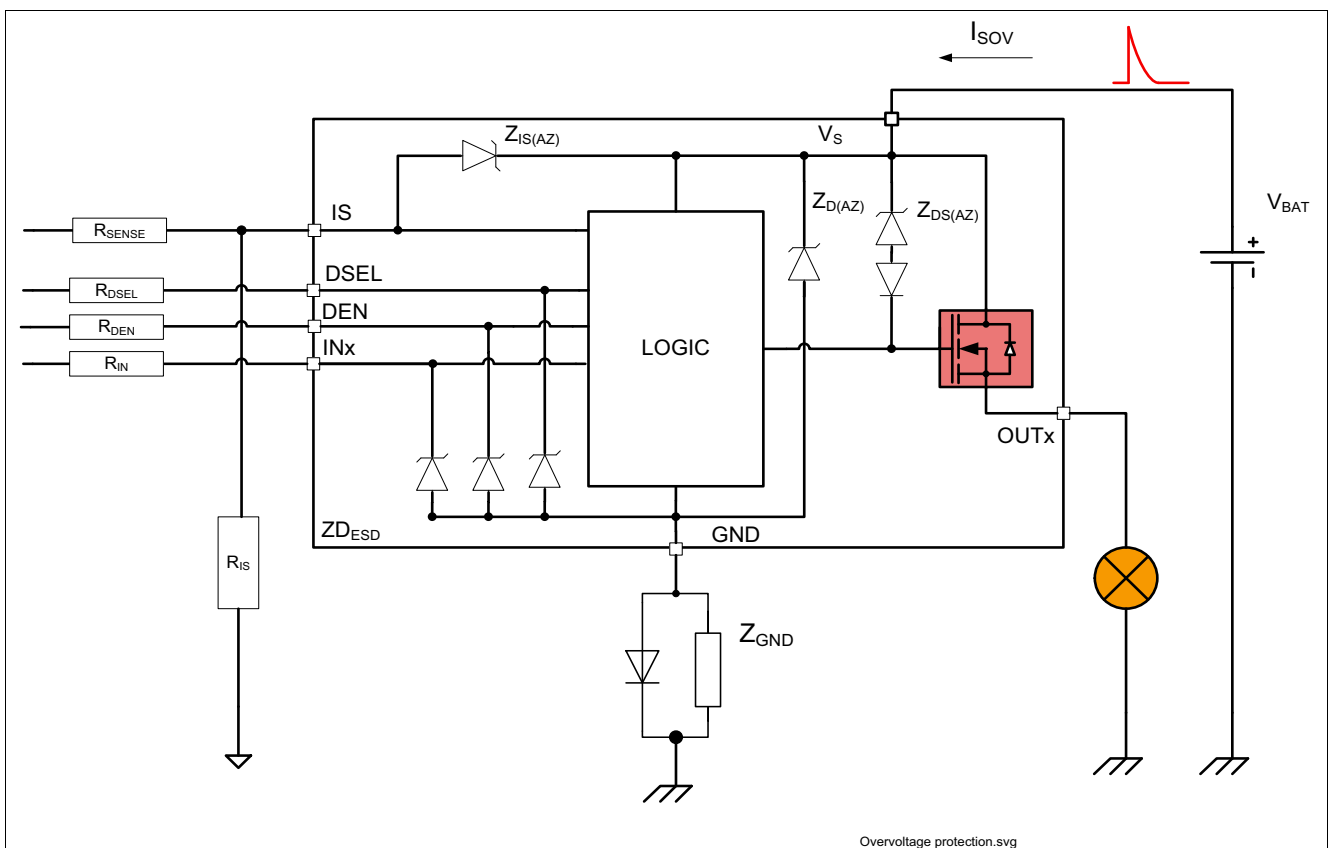 I_SOV
Z_IS(AZ)
V_S
Z_D(AZ)
Z_DS(AZ)
V_BAT
+
-
IS
R_SENSE
DSEL
R_DSEL
DEN
R_DEN
INx
R_IN
LOGIC
OUTx
ZD_ESD
GND
R_IS
Z_GND
Overvoltage protection.svg